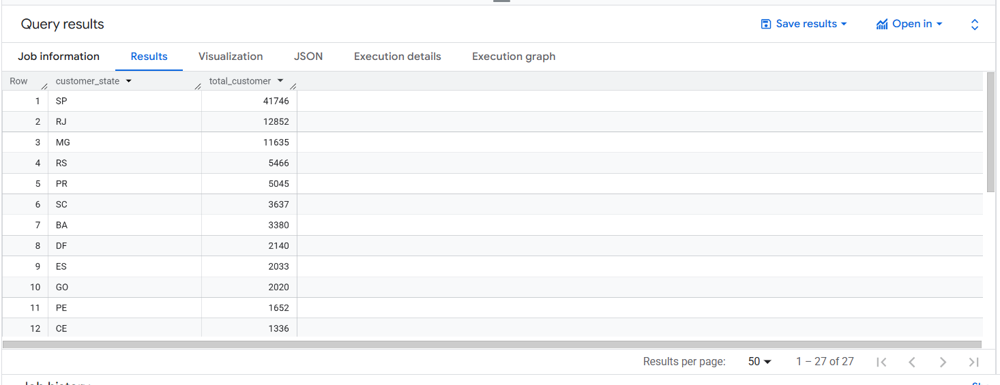 Query results Save results Open in
Job information Results Visualization JSON Execution details Execution graph
Row customer_state total_customer
1 SP 41746
2 RJ 12852
3 MG 11635
4 RS 5466
5 PR 5045
6 SC 3637
7 BA 3380
8 DF 2140
9 ES 2033
10 GO 2020
11 PE 1652
12 CE 1336
Results per page: 50 1 – 27 of 27
Job history